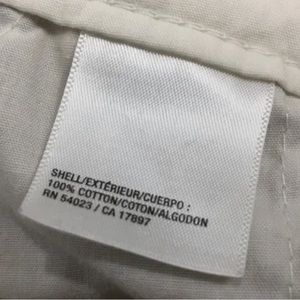 SHELL/EXTÉRIEUR/CUERPO :
100% COTTON/COTON/ALGODON
RN 54023 / CA 17897